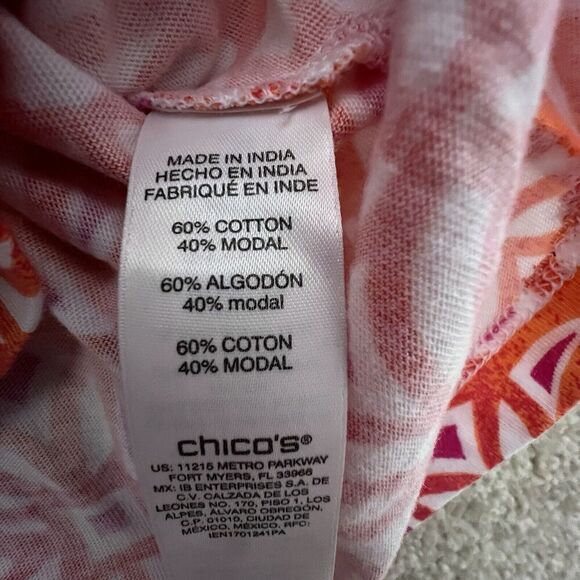 MADE IN INDIA
HECHO EN INDIA
FABRIQUÉ EN INDE
60% COTTON
40% MODAL
60% ALGODÓN
40% modal
60% COTON
40% MODAL
chico's®
US: 11215 METRO PARKWAY
FORT MYERS, FL 33966
MX: IB ENTERPRISES S.A. DE
C.V. CALZADA DE LOS
LEONES NO. 170, PISO 1, LOS
ALPES, ÁLVARO OBREGÓN,
C.P. 01010, CIUDAD DE
MÉXICO, MÉXICO, RFC:
IEN1701241PA